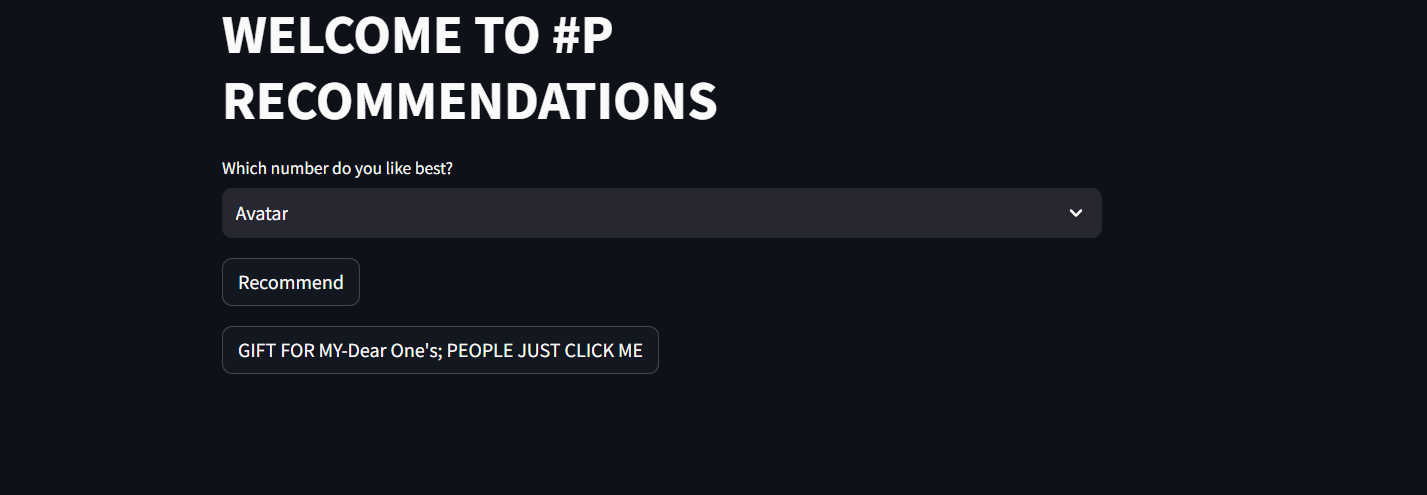 WELCOME TO #P
RECOMMENDATIONS
Which number do you like best?
Avatar
Recommend
GIFT FOR MY-Dear One's; PEOPLE JUST CLICK ME